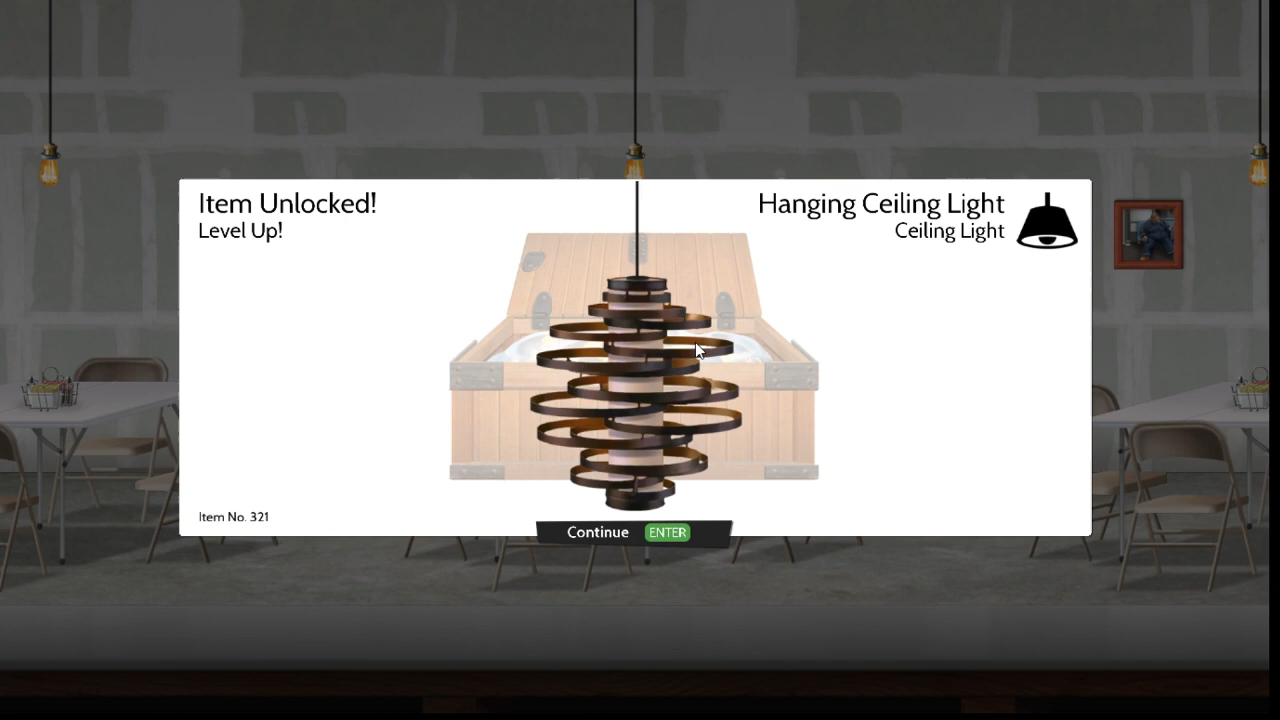 Item Unlocked!
Level Up!
Hanging Ceiling Light
Ceiling Light
Item No. 321
Continue ENTER